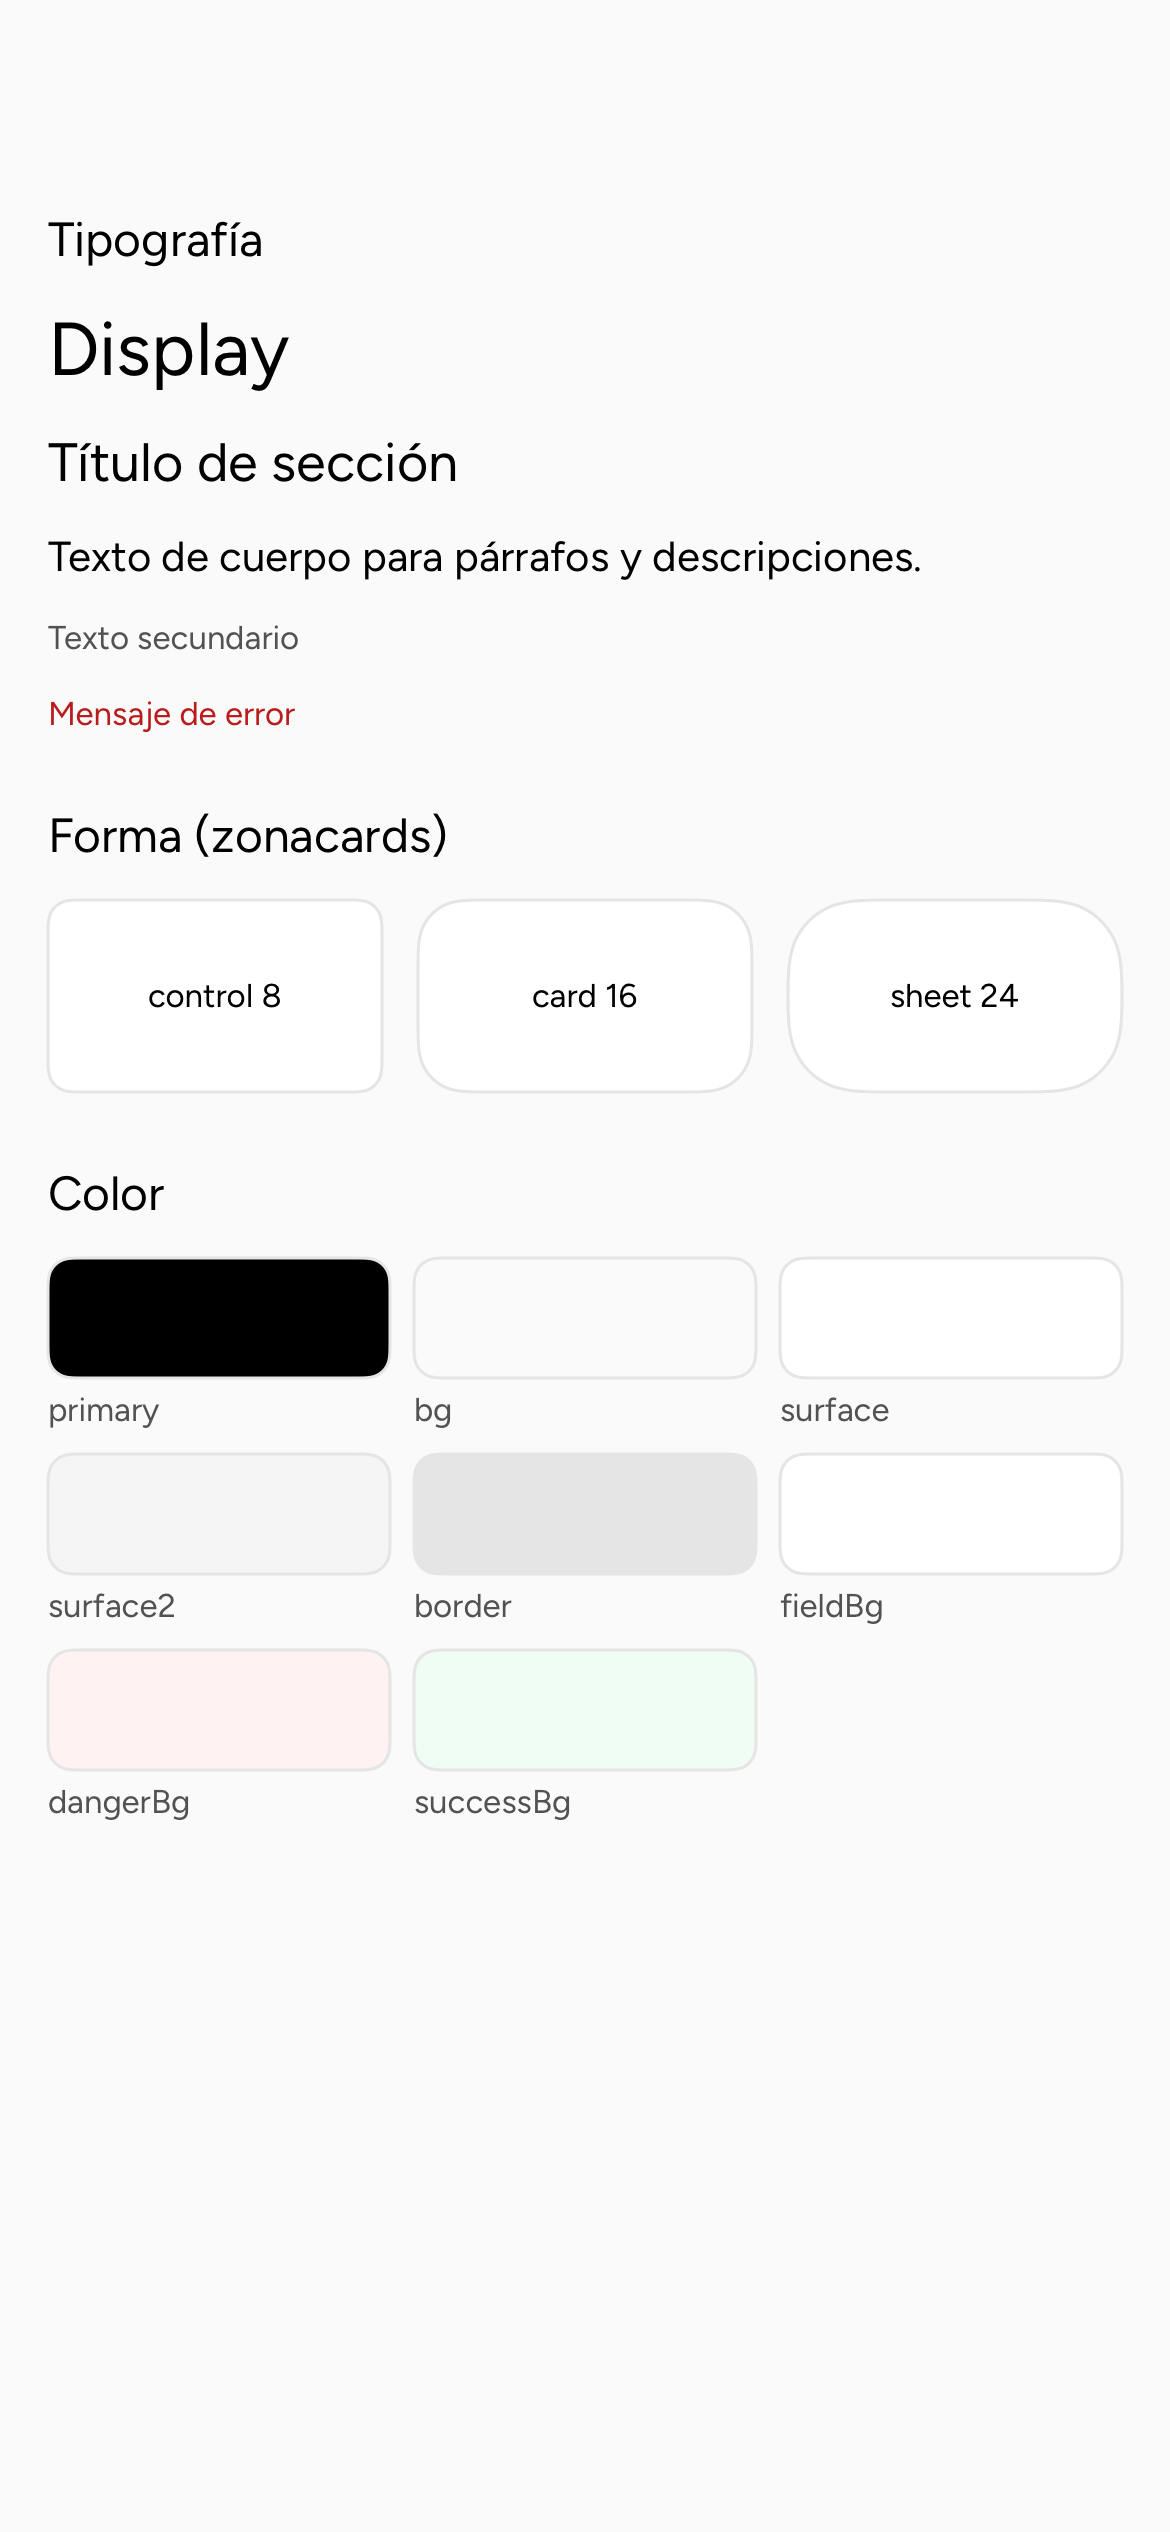 Tipografía
Display
Título de sección
Texto de cuerpo para párrafos y descripciones.
Texto secundario
Mensaje de error
Forma (zonacards)
control 8
card 16
sheet 24
Color
primary
bg
surface
surface2
border
fieldBg
dangerBg
successBg